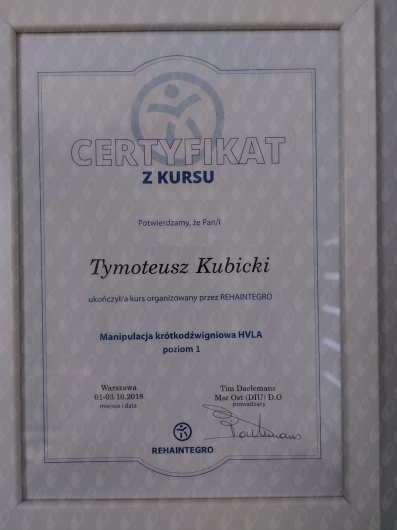 CERTYFIKAT
Z KURSU
Potwierdzamy, że Pan/i
Tymoteusz Kubicki
ukończył/a kurs organizowany przez REHAINTEGRO
Manipulacja krótkodźwigniowa HVLA
poziom 1
Warszawa
01-03.10.2018
miejsce i data
Tim Daelemans
Msc Ost (DIU) D.O
prowadzący
REHAINTEGRO